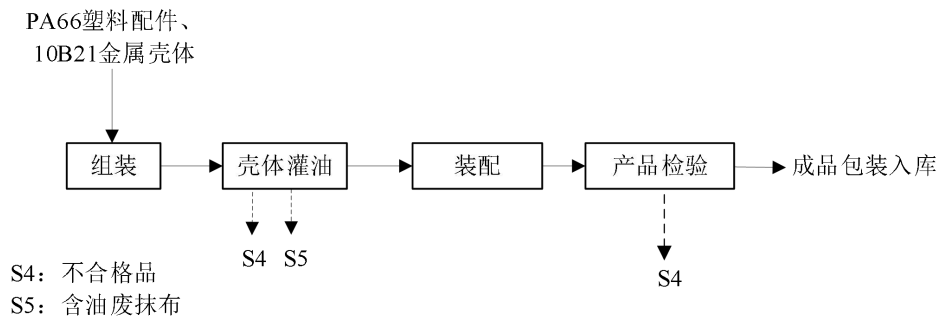 PA66塑料配件、
10B21金属壳体
组装
壳体灌油
装配
产品检验
成品包装入库
S4
S5
S4
S4：不合格品
S5：含油废抹布